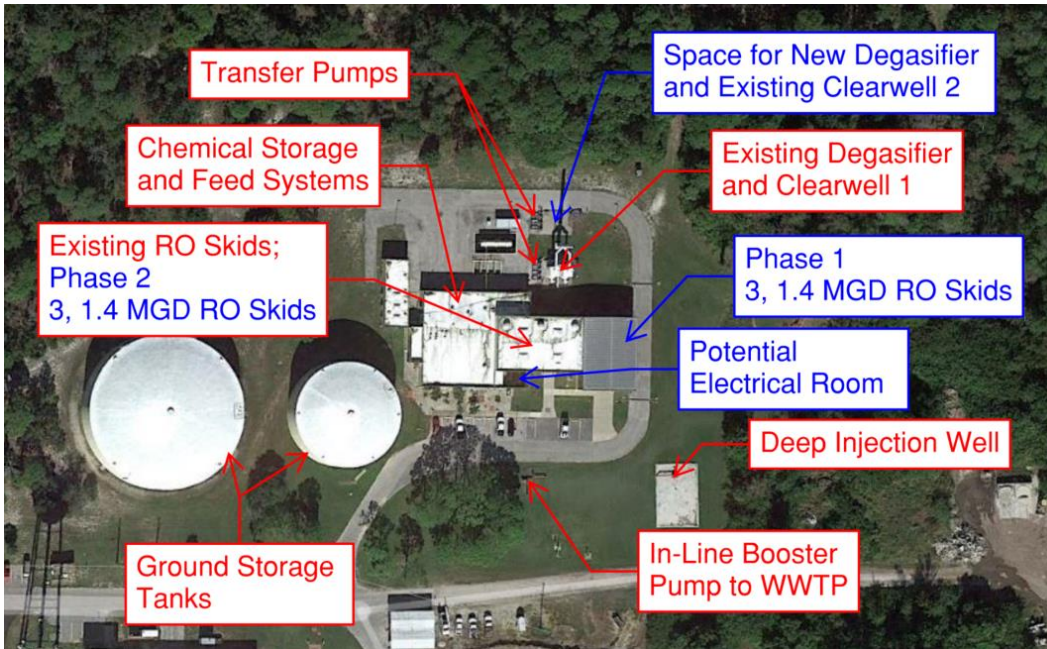 Transfer Pumps
Space for New Degasifier
and Existing Clearwell 2
Chemical Storage
and Feed Systems
Existing Degasifier
and Clearwell 1
Existing RO Skids;
Phase 2
3, 1.4 MGD RO Skids
Phase 1
3, 1.4 MGD RO Skids
Potential
Electrical Room
Deep Injection Well
Ground Storage
Tanks
In-Line Booster
Pump to WWTP